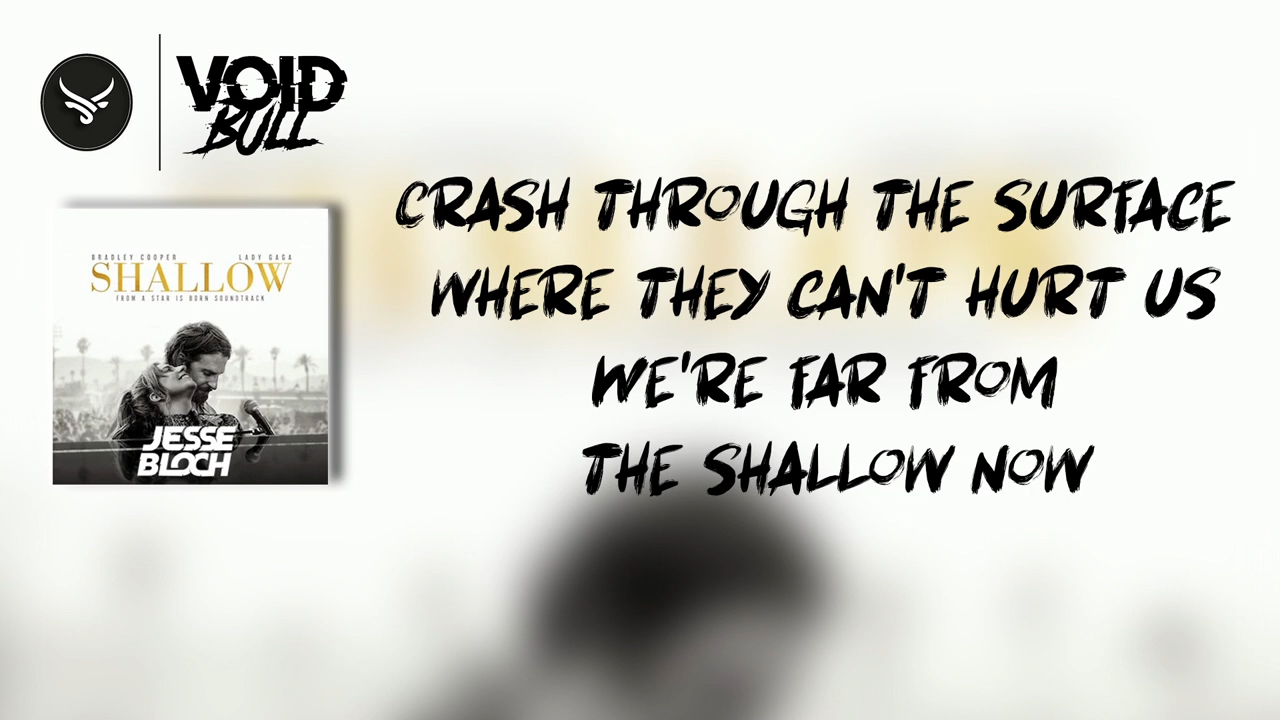 VOID
BULL
BRADLEY COOPER LADY GAGA
SHALLOW
FROM A STAR IS BORN SOUNDTRACK
JESSE
BLOCH
CRASH THROUGH THE SURFACE
WHERE THEY CAN'T HURT US
WE'RE FAR FROM
THE SHALLOW NOW